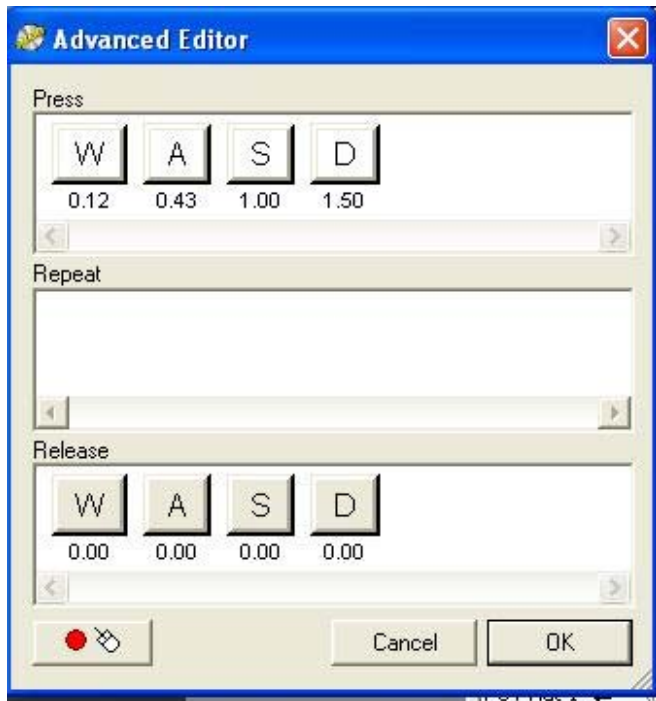 Advanced Editor
Press
W A S D
0.12 0.43 1.00 1.50
Repeat
Release
W A S D
0.00 0.00 0.00 0.00
Cancel OK